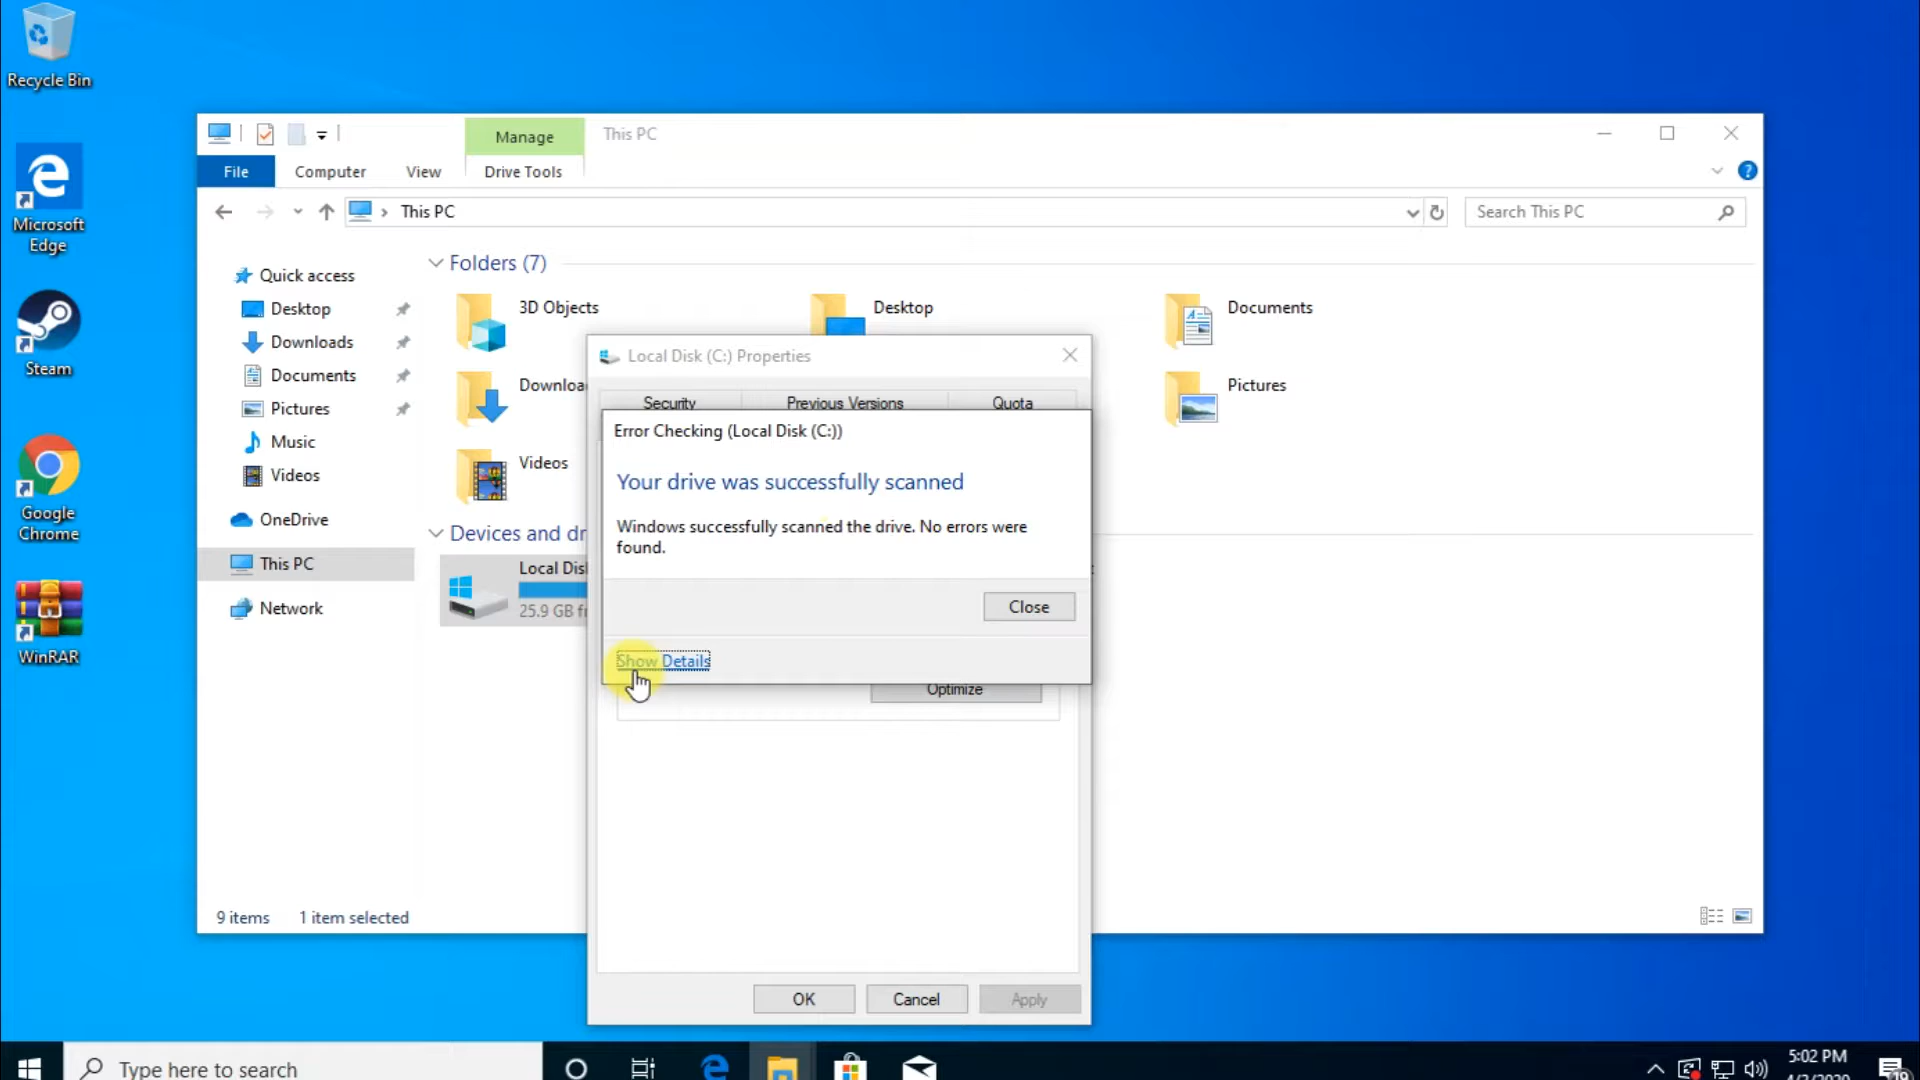 Recycle Bin
Microsoft
Edge
Steam
Google
Chrome
WinRAR
Manage
This PC
File
Computer
View
Drive Tools
This PC
Search This PC
Quick access
Desktop
Downloads
Documents
Pictures
Music
Videos
OneDrive
This PC
Network
Folders (7)
3D Objects
Desktop
Documents
Downloa
Pictures
Videos
Devices and dr
Local Dis
25.9 GB fr
Local Disk (C:) Properties
Security
Previous Versions
Quota
Error Checking (Local Disk (C:))
Your drive was successfully scanned
Windows successfully scanned the drive. No errors were
found.
Close
Show Details
Optimize
OK
Cancel
Apply
9 items
1 item selected
Type here to search
5:02 PM